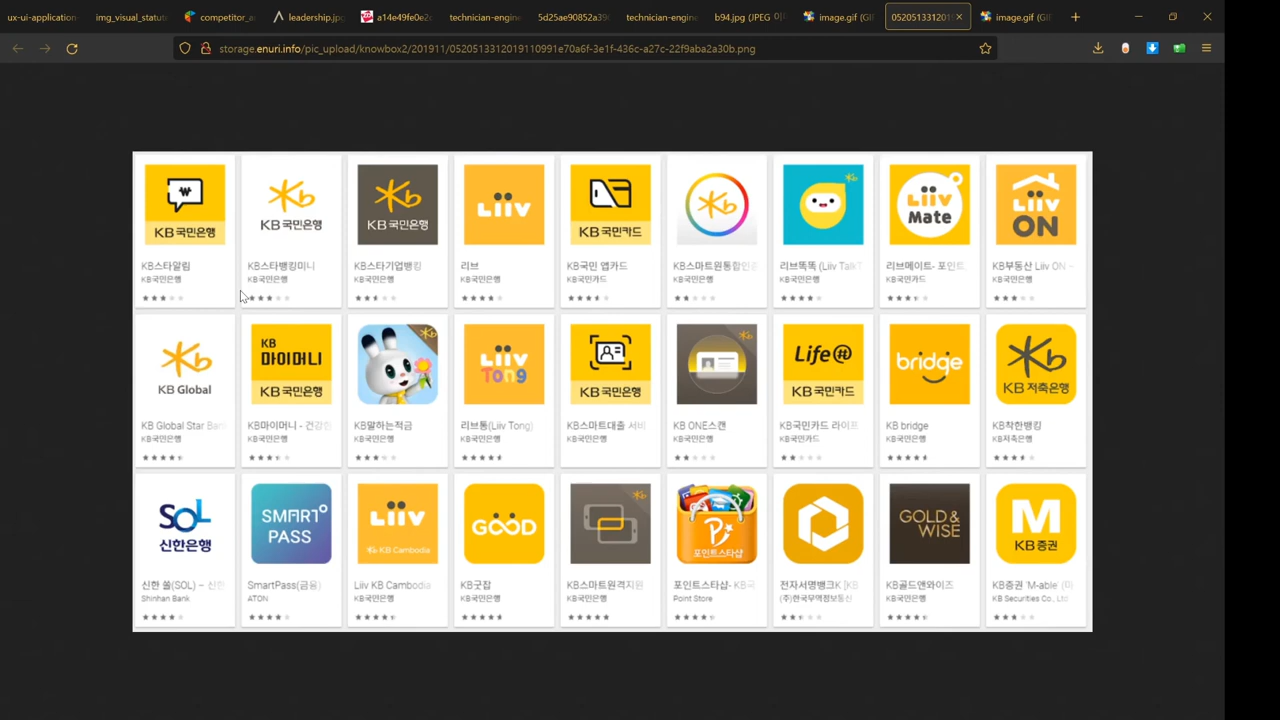 ux-ui-application
img_visual_statute
competitor_a
leadership.jpg
a14e49fe0e2
technician-engine
5d25ae90852a39
technician-engine
b94.jpg (JPEG 이
image.gif (GI
0520513312019
image.gif (GI
storage.enuri.info/pic_upload/knowbox2/201911/0520513312019110991e70a6f-3e1f-436c-a27c-22f9aba2a30b.png
₩
KB국민은행
KB스타알림
KB국민은행
Kb
KB국민은행
KB스타뱅킹미니
KB국민은행
Kb
KB국민은행
KB스타기업뱅킹
KB국민은행
Liiv
리브
KB국민은행
KB국민카드
KB국민 앱카드
KB국민카드
Kb
KB스마트원통합인
KB국민은행
리브똑똑 (Liiv TalkT
KB국민은행
Liiv
Mate
리브메이트- 포인트
KB국민카드
Liiv
ON
KB부동산 Liiv ON –
KB국민은행
Kb
KB Global
KB Global Star Ban
KB국민은행
KB
마이머니
KB국민은행
KB마이머니 - 건강한
KB국민은행
KB말하는적금
KB국민은행
Liiv
Tong
리브통(Liiv Tong)
KB국민은행
KB국민은행
KB스마트대출 서비
KB국민은행
KB ONE스캔
KB국민은행
Life@
KB국민카드
KB국민카드 라이프
KB국민카드
bridge
KB bridge
KB국민은행
Kb
KB저축은행
KB착한뱅킹
KB저축은행
SOL
신한은행
신한 쏠(SOL) – 신한
Shinhan Bank
SMART
PASS
SmartPass(금융)
ATON
Liiv
KB Cambodia
Liiv KB Cambodia
KB국민은행
GOOD
KB굿잡
KB국민은행
KB스마트원격지원
KB국민은행
P
포인트스타샵- KB국
Point Store
전자서명뱅크K [KB
(주)한국무역정보통신
GOLD&
WISE
KB골드앤와이즈
KB국민은행
M
KB증권
KB증권 'M-able' (마
KB Securities Co., Ltd